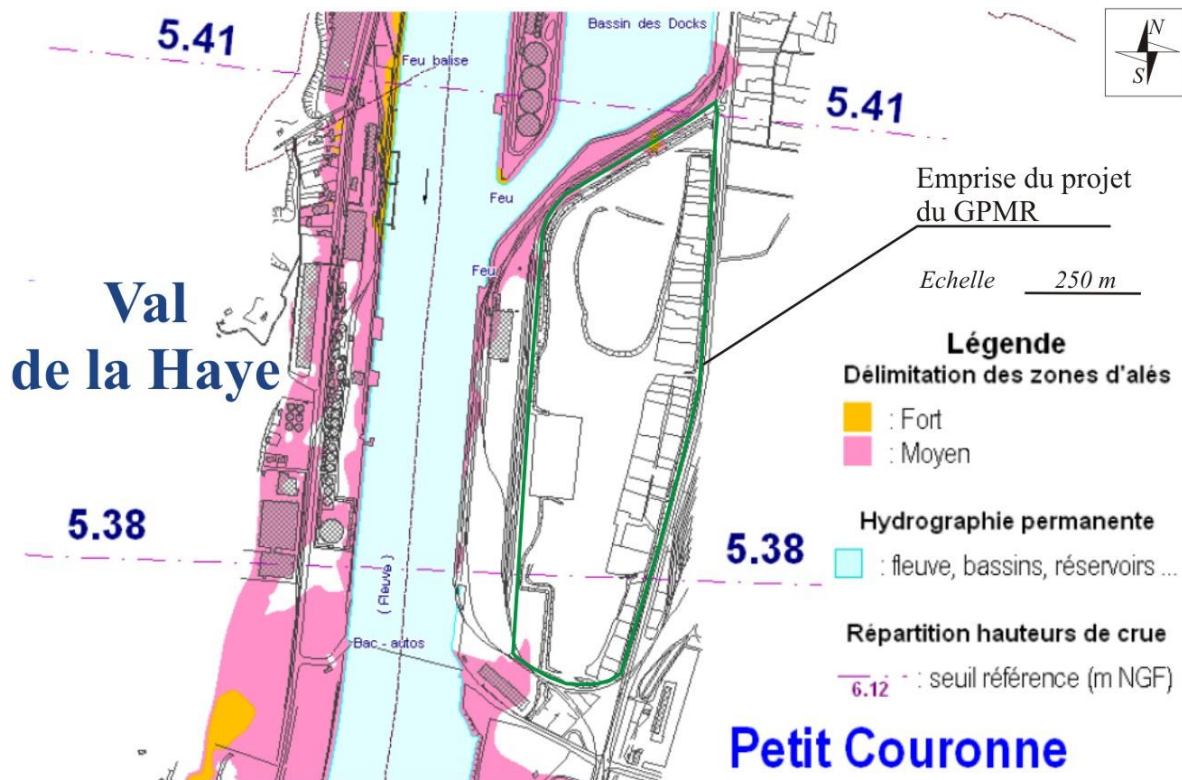 5.41
Bassin des Docks
N
S
Feu balise
5.41
Feu
Emprise du projet
du GPMR
Feu
Echelle 250 m
Val
de la Haye
Légende
Délimitation des zones d'alés
: Fort
: Moyen
5.38
5.38
Hydrographie permanente
: fleuve, bassins, réservoirs ...
( Fleuve )
Bac - autos
Répartition hauteurs de crue
6.12 : seuil référence (m NGF)
Petit Couronne